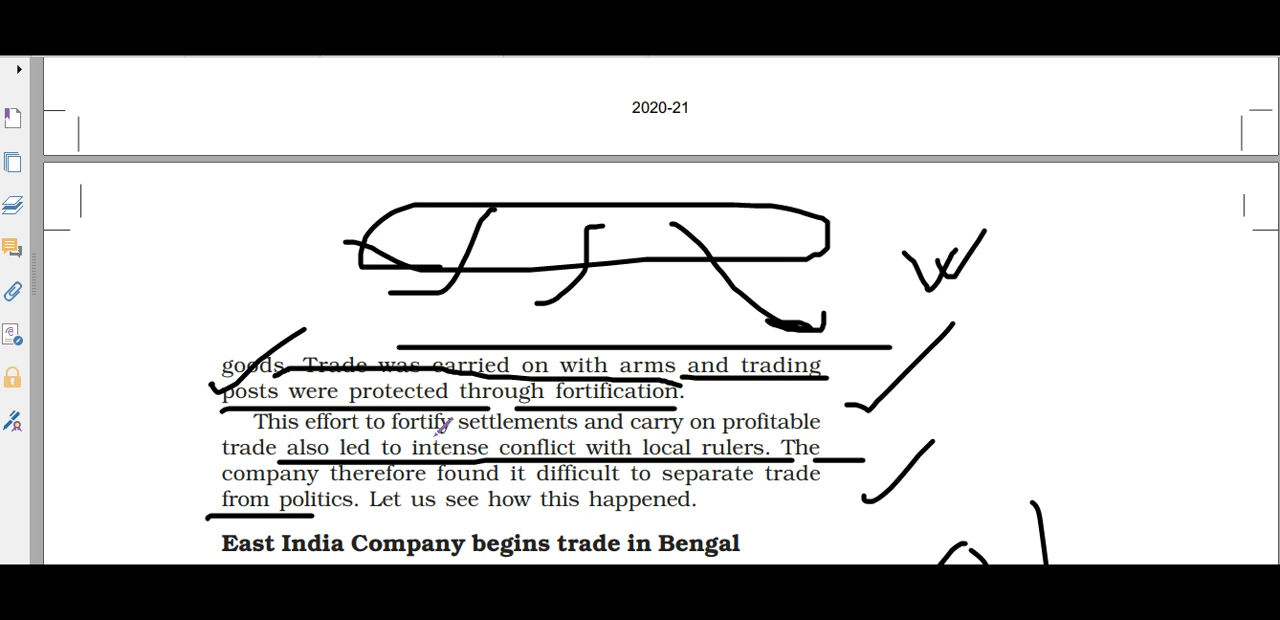 2020-21
goods. Trade was carried on with arms and trading
posts were protected through fortification.
This effort to fortify settlements and carry on profitable
trade also led to intense conflict with local rulers. The
company therefore found it difficult to separate trade
from politics. Let us see how this happened.
East India Company begins trade in Bengal